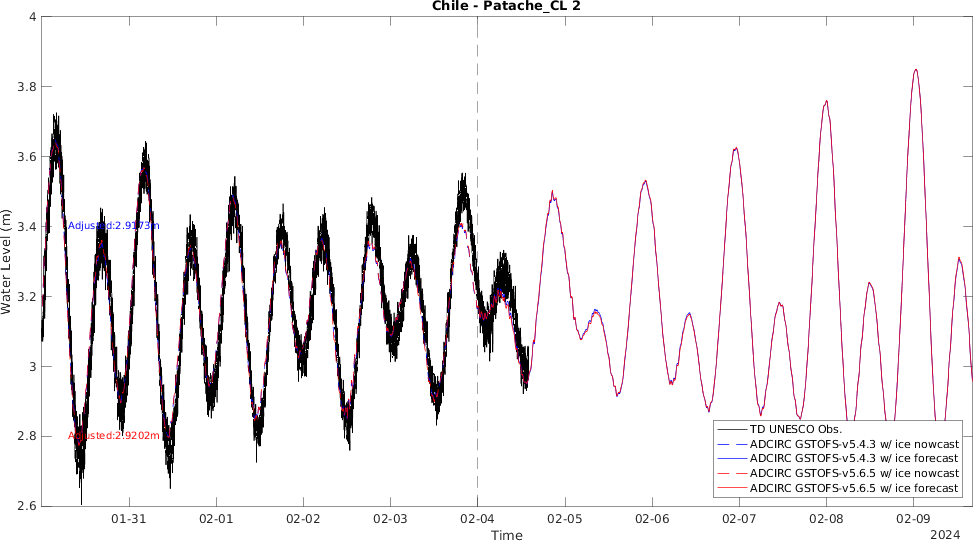 Chile - Patache_CL 2
4
3.8
3.6
3.4
3.2
3
2.8
2.6
Water Level (m)
Adjusted:2.9173m
Adjusted:2.9202m
TD UNESCO Obs.
ADCIRC GSTOFS-v5.4.3 w/ ice nowcast
ADCIRC GSTOFS-v5.4.3 w/ ice forecast
ADCIRC GSTOFS-v5.6.5 w/ ice nowcast
ADCIRC GSTOFS-v5.6.5 w/ ice forecast
01-31 02-01 02-02 02-03 02-04 02-05 02-06 02-07 02-08 02-09
Time
2024